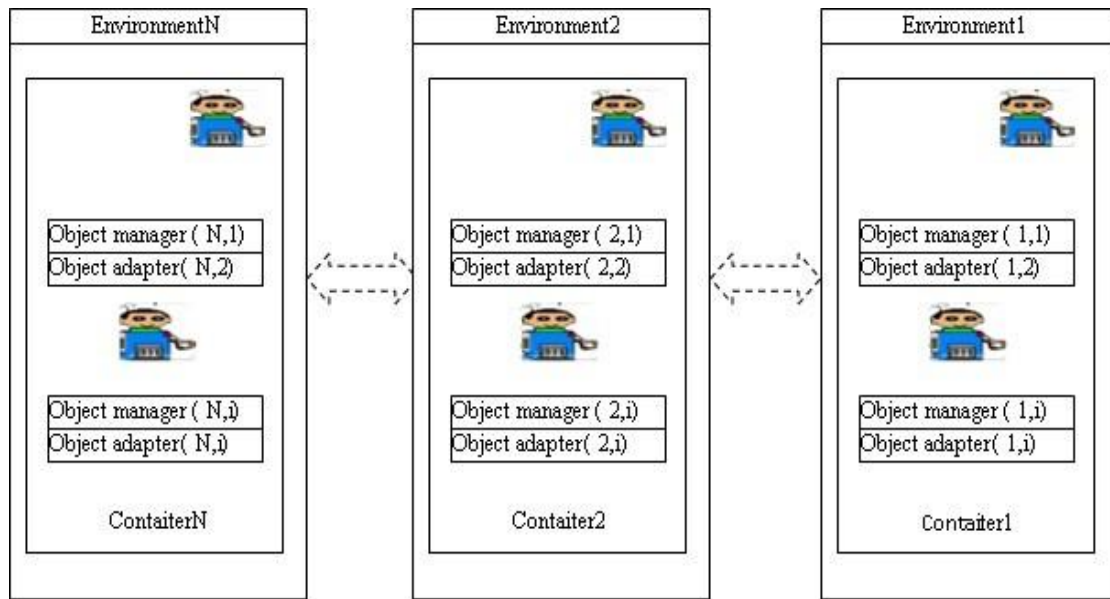 EnvironmentN
Object manager ( N,1)
Object adapter( N,2)
Object manager ( N,i)
Object adapter( N,i)
ContaiterN
Environment2
Object manager ( 2,1)
Object adapter( 2,2)
Object manager ( 2,i)
Object adapter( 2,i)
Contaiter2
Environment1
Object manager ( 1,1)
Object adapter( 1,2)
Object manager ( 1,i)
Object adapter( 1,i)
Contaiter1